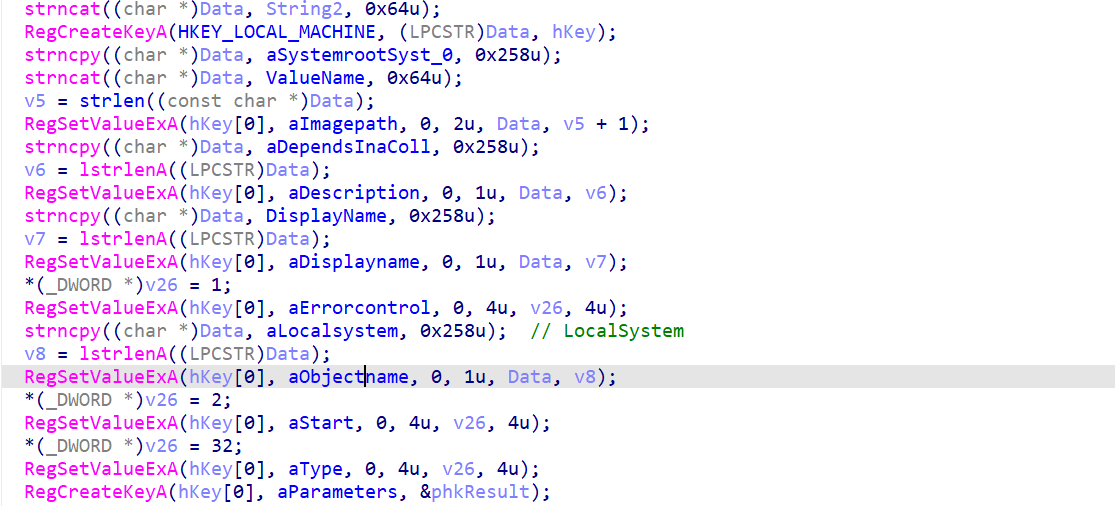 strncat((char *)Data, String2, 0x64u);
RegCreateKeyA(HKEY_LOCAL_MACHINE, (LPCSTR)Data, hKey);
strncpy((char *)Data, aSystemrootSyst_0, 0x258u);
strncat((char *)Data, ValueName, 0x64u);
v5 = strlen((const char *)Data);
RegSetValueExA(hKey[0], aImagepath, 0, 2u, Data, v5 + 1);
strncpy((char *)Data, aDependsInaColl, 0x258u);
v6 = lstrlenA((LPCSTR)Data);
RegSetValueExA(hKey[0], aDescription, 0, 1u, Data, v6);
strncpy((char *)Data, DisplayName, 0x258u);
v7 = lstrlenA((LPCSTR)Data);
RegSetValueExA(hKey[0], aDisplayname, 0, 1u, Data, v7);
*(_DWORD *)v26 = 1;
RegSetValueExA(hKey[0], aErrorcontrol, 0, 4u, v26, 4u);
strncpy((char *)Data, aLocalsystem, 0x258u);  // LocalSystem
v8 = lstrlenA((LPCSTR)Data);
RegSetValueExA(hKey[0], aObjectname, 0, 1u, Data, v8);
*(_DWORD *)v26 = 2;
RegSetValueExA(hKey[0], aStart, 0, 4u, v26, 4u);
*(_DWORD *)v26 = 32;
RegSetValueExA(hKey[0], aType, 0, 4u, v26, 4u);
RegCreateKeyA(hKey[0], aParameters, &phkResult);